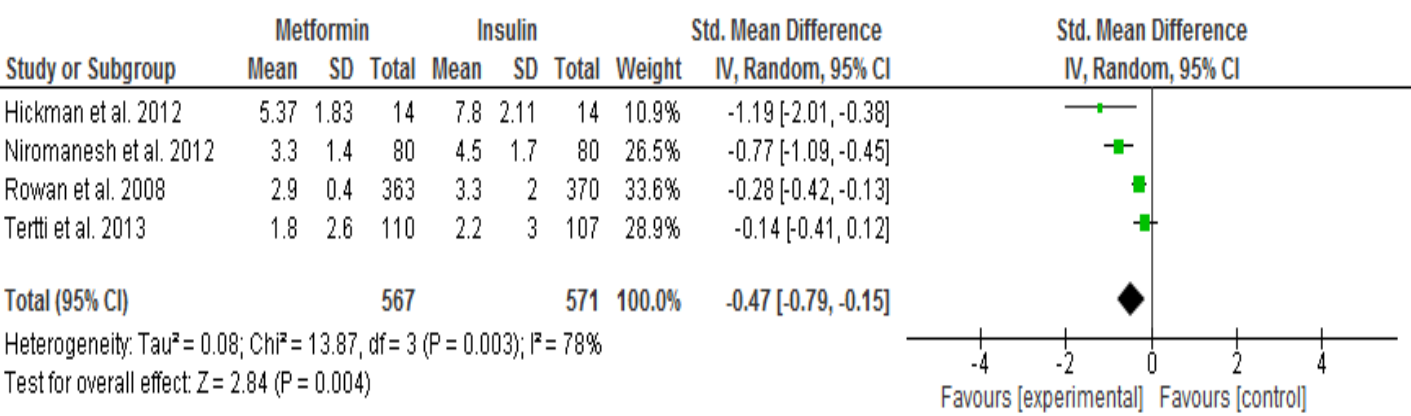 Metformin Insulin Std. Mean Difference Std. Mean Difference
Study or Subgroup Mean SD Total Mean SD Total Weight IV, Random, 95% CI IV, Random, 95% CI
Hickman et al. 2012 5.37 1.83 14 7.8 2.11 14 10.9% -1.19 [-2.01, -0.38]
Niromanesh et al. 2012 3.3 1.4 80 4.5 1.7 80 26.5% -0.77 [-1.09, -0.45]
Rowan et al. 2008 2.9 0.4 363 3.3 2 370 33.6% -0.28 [-0.42, -0.13]
Tertti et al. 2013 1.8 2.6 110 2.2 3 107 28.9% -0.14 [-0.41, 0.12]
Total (95% CI) 567 571 100.0% -0.47 [-0.79, -0.15]
Heterogeneity: Tau² = 0.08; Chi² = 13.87, df = 3 (P = 0.003); I² = 78%
Test for overall effect: Z = 2.84 (P = 0.004)
-4 -2 0 2 4
Favours [experimental] Favours [control]